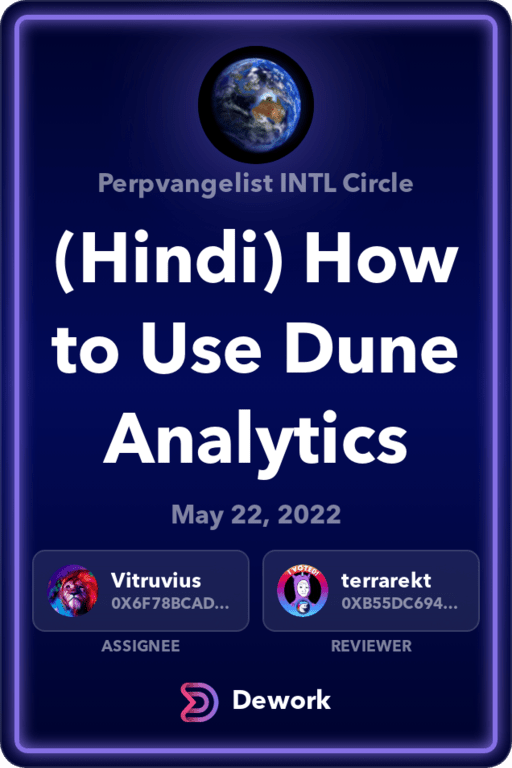 Perpvangelist INTL Circle
(Hindi) How
to Use Dune
Analytics
May 22, 2022
Vitruvius
0X6F78BCAD...
ASSIGNEE
I VOTED!
terrarekt
0XB55DC694...
REVIEWER
Dework